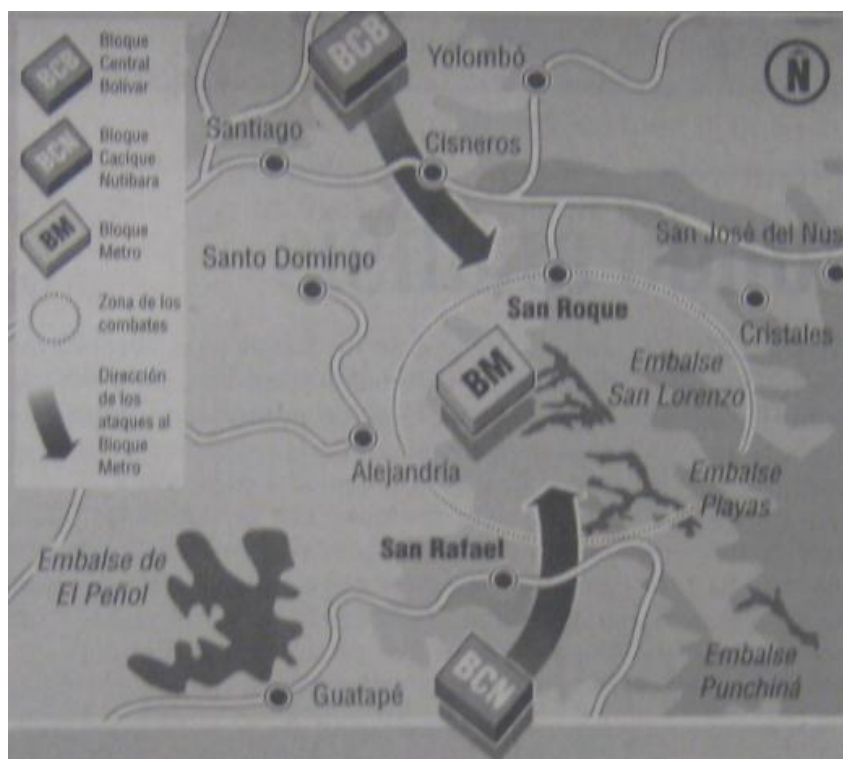 BCB
Bloque
Central
Bolívar
BCN
Bloque
Cacique
Nutibara
BM
Bloque
Metro
Zona de los
combates
Dirección
de los
ataques al
Bloque
Metro
BCB
Yolombó
N
Santiago
Cisneros
San José del Nus
Santo Domingo
San Roque
Cristales
BM
Embalse
San Lorenzo
Alejandría
Embalse
Playas
San Rafael
Embalse de
El Peñol
BCN
Guatapé
Embalse
Punchiná